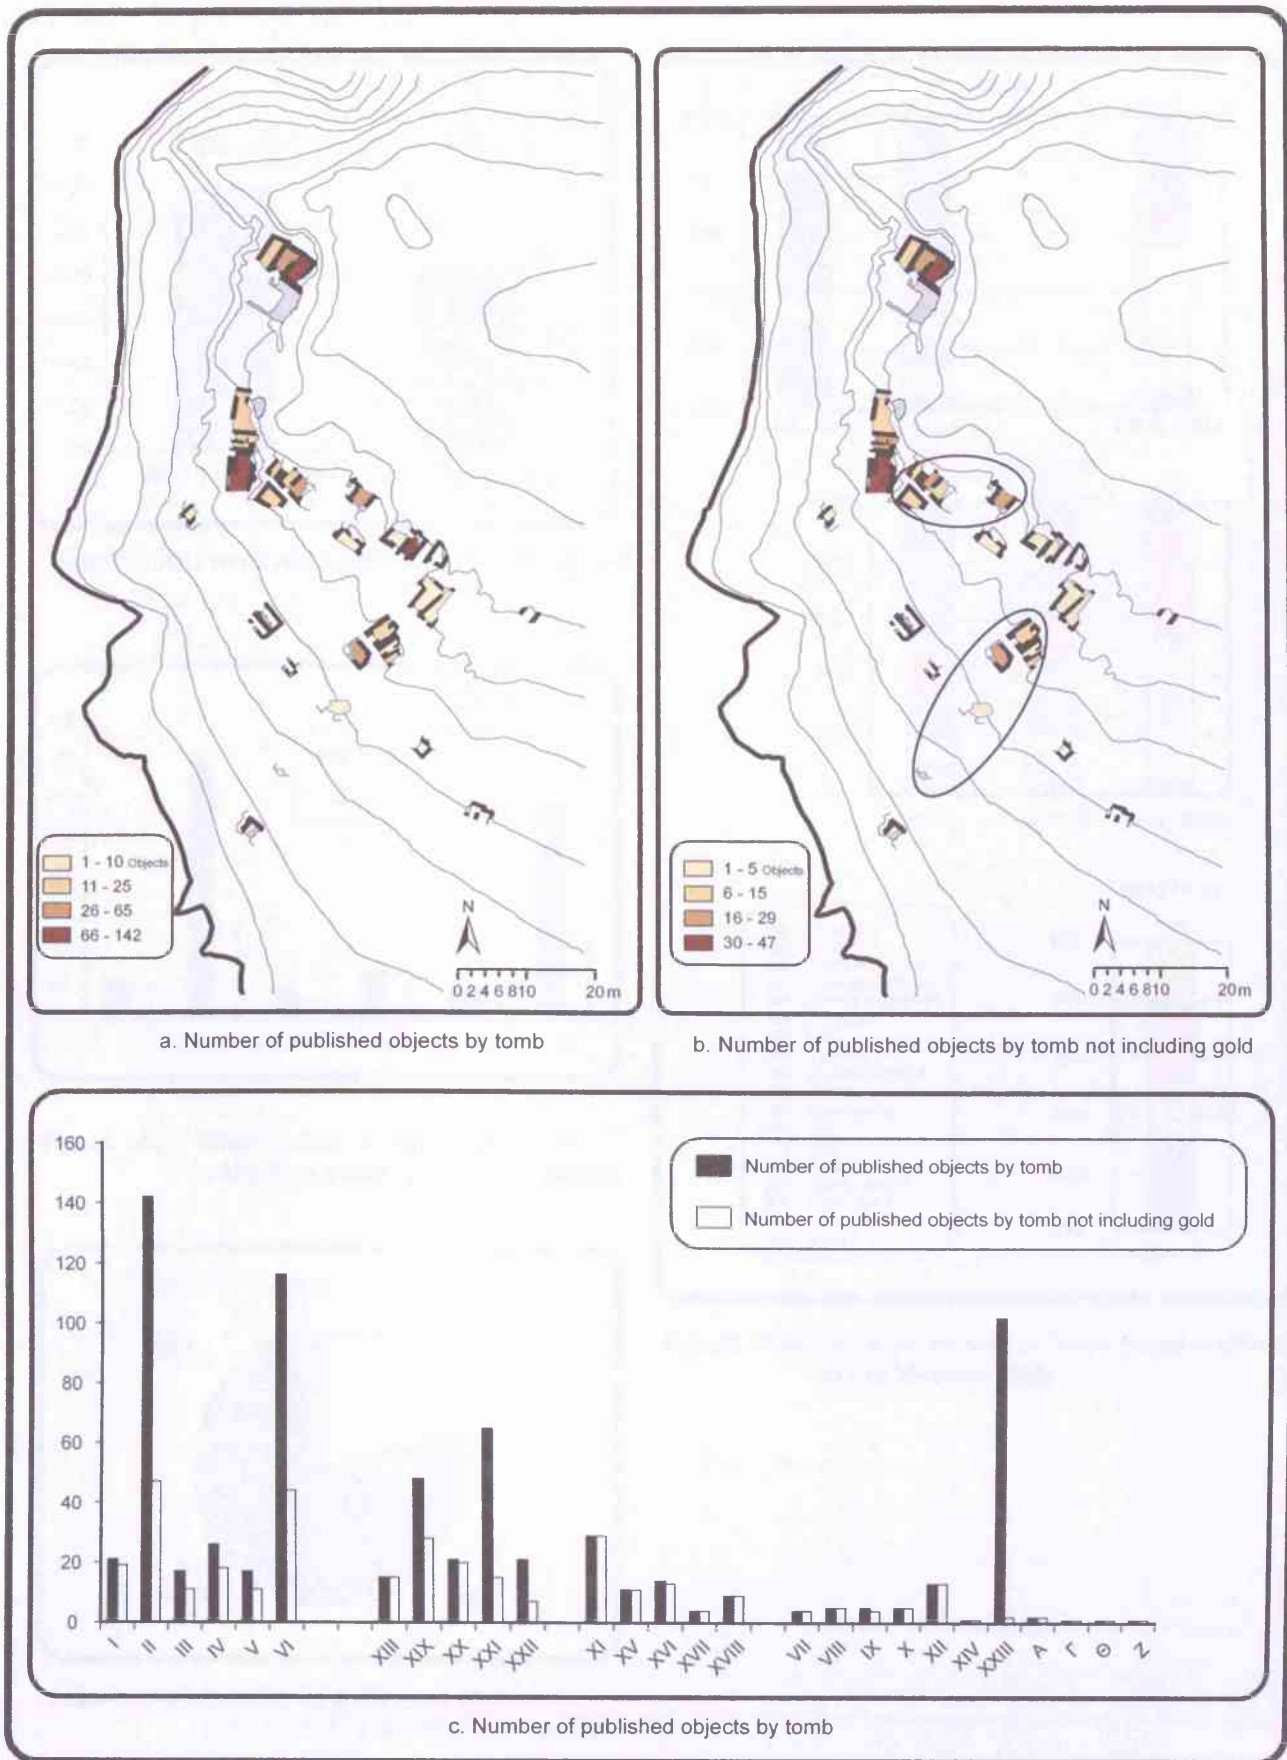 1 - 10 Objects
11 - 25
26 - 65
66 - 142
N
0 2 4 6 8 10 20 m
a. Number of published objects by tomb
1 - 5 Objects
6 - 15
16 - 29
30 - 47
N
0 2 4 6 8 10 20 m
b. Number of published objects by tomb not including gold
160
140
120
100
80
60
40
20
0
Number of published objects by tomb
Number of published objects by tomb not including gold
I II III IV V VI XIII XIX XX XXI XXII XI XV XVI XVII XVIII VII VIII IX X XII XIV XXIII A Γ Θ Z
c. Number of published objects by tomb